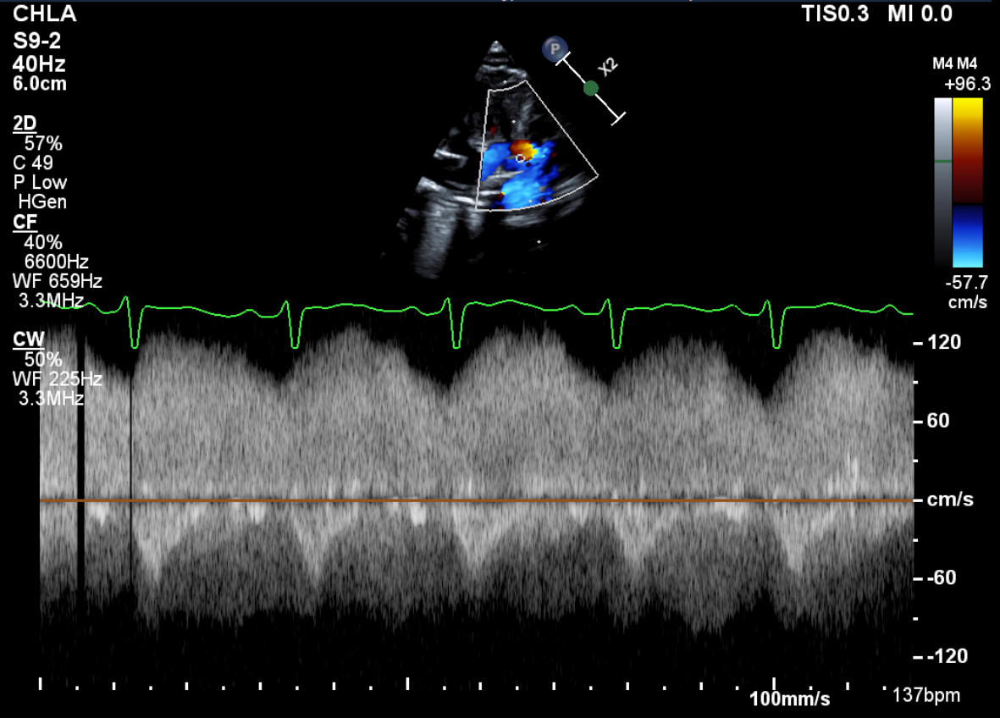 CHLA
TIS0.3 MI 0.0
S9-2
40Hz
6.0cm
P
X2
M4 M4
+96.3
2D
57%
C 49
P Low
HGen
CF
40%
6600Hz
WF 659Hz
3.3MHz
-57.7
cm/s
CW
50%
WF 225Hz
3.3MHz
120
60
cm/s
-60
-120
100mm/s
137bpm